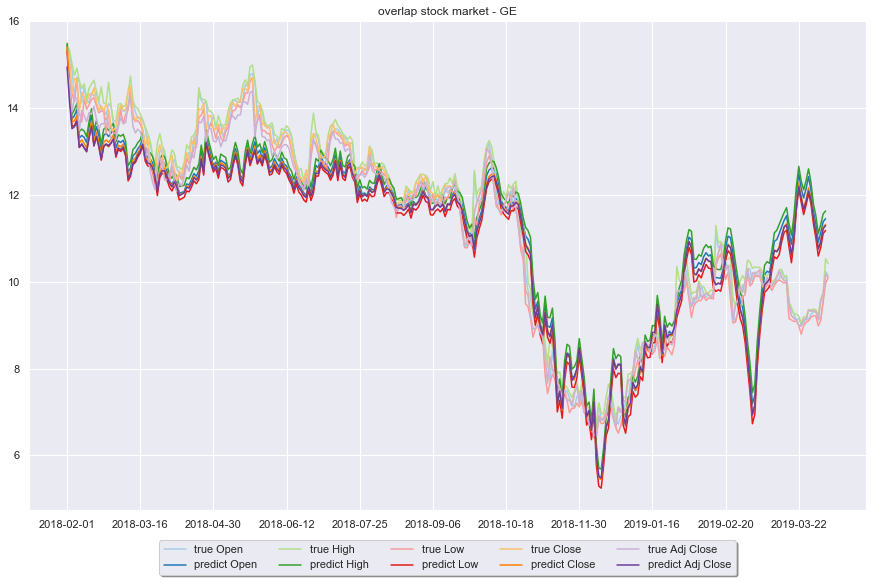 overlap stock market - GE
16
14
12
10
8
6
2018-02-01 2018-03-16 2018-04-30 2018-06-12 2018-07-25 2018-09-06 2018-10-18 2018-11-30 2019-01-16 2019-02-20 2019-03-22
true Open true High true Low true Close true Adj Close
predict Open predict High predict Low predict Close predict Adj Close